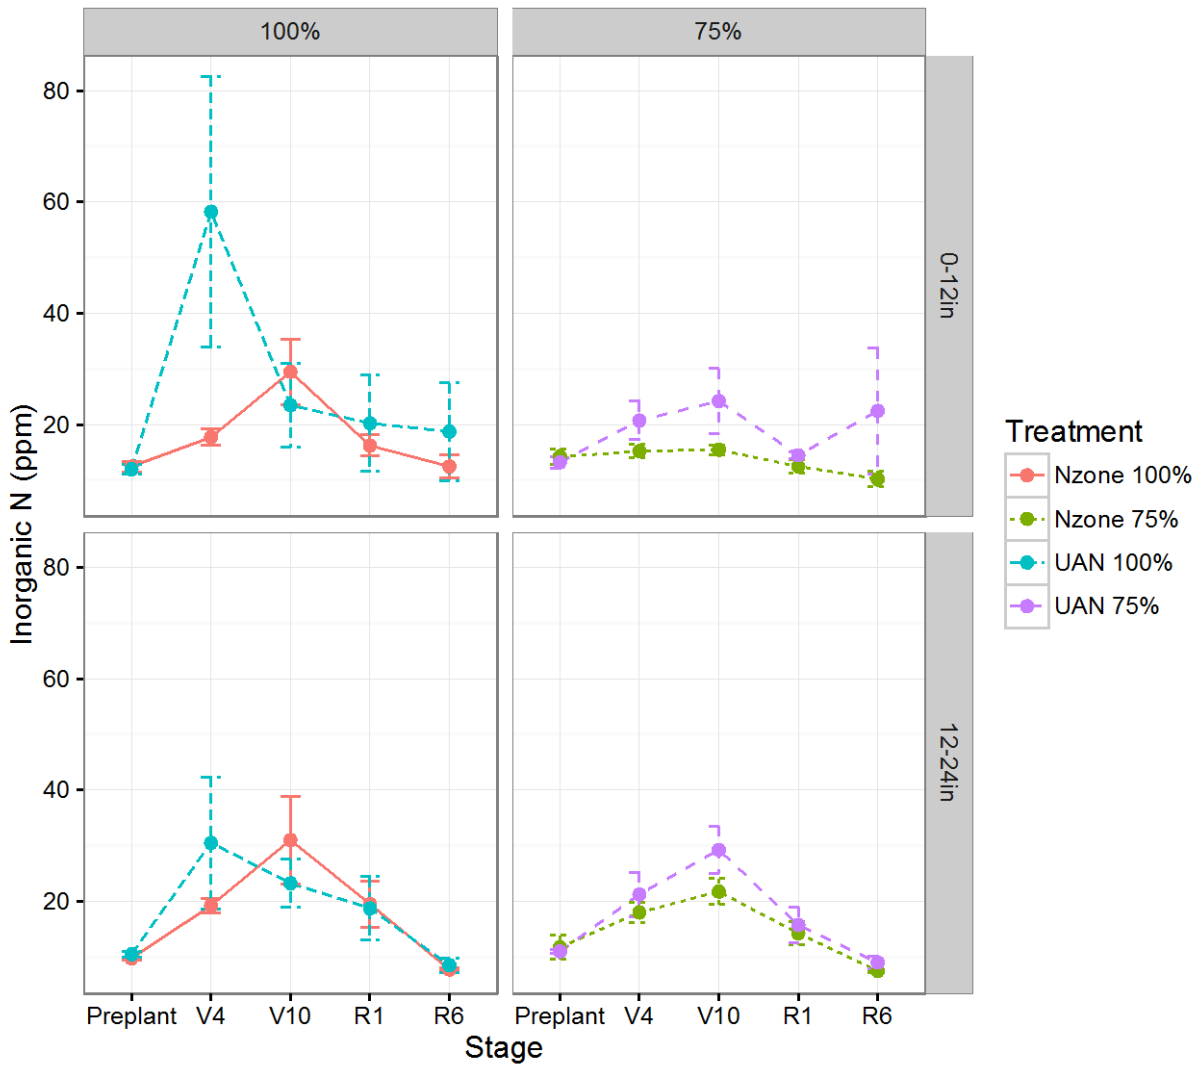 100%
75%
80
60
40
20
0-12in
80
60
40
20
12-24in
Inorganic N (ppm)
Preplant V4 V10 R1 R6
Preplant V4 V10 R1 R6
Stage
Treatment
Nzone 100%
Nzone 75%
UAN 100%
UAN 75%